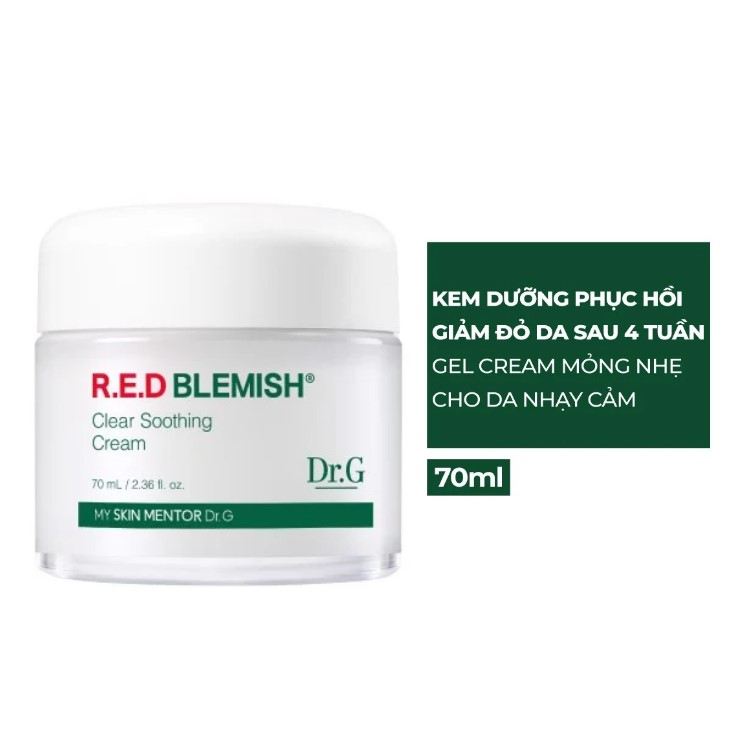 R.E.D BLEMISH®
Clear Soothing
Cream
70 mL / 2.36 fl. oz.
Dr.G
MY SKIN MENTOR Dr.G
KEM DƯỠNG PHỤC HỒI
GIẢM ĐỎ DA SAU 4 TUẦN
GEL CREAM MỎNG NHẸ
CHO DA NHẠY CẢM
70ml